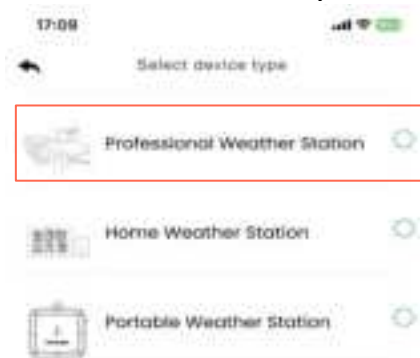 17:09
Select device type
Professional Weather Station
Home Weather Station
Portable Weather Station